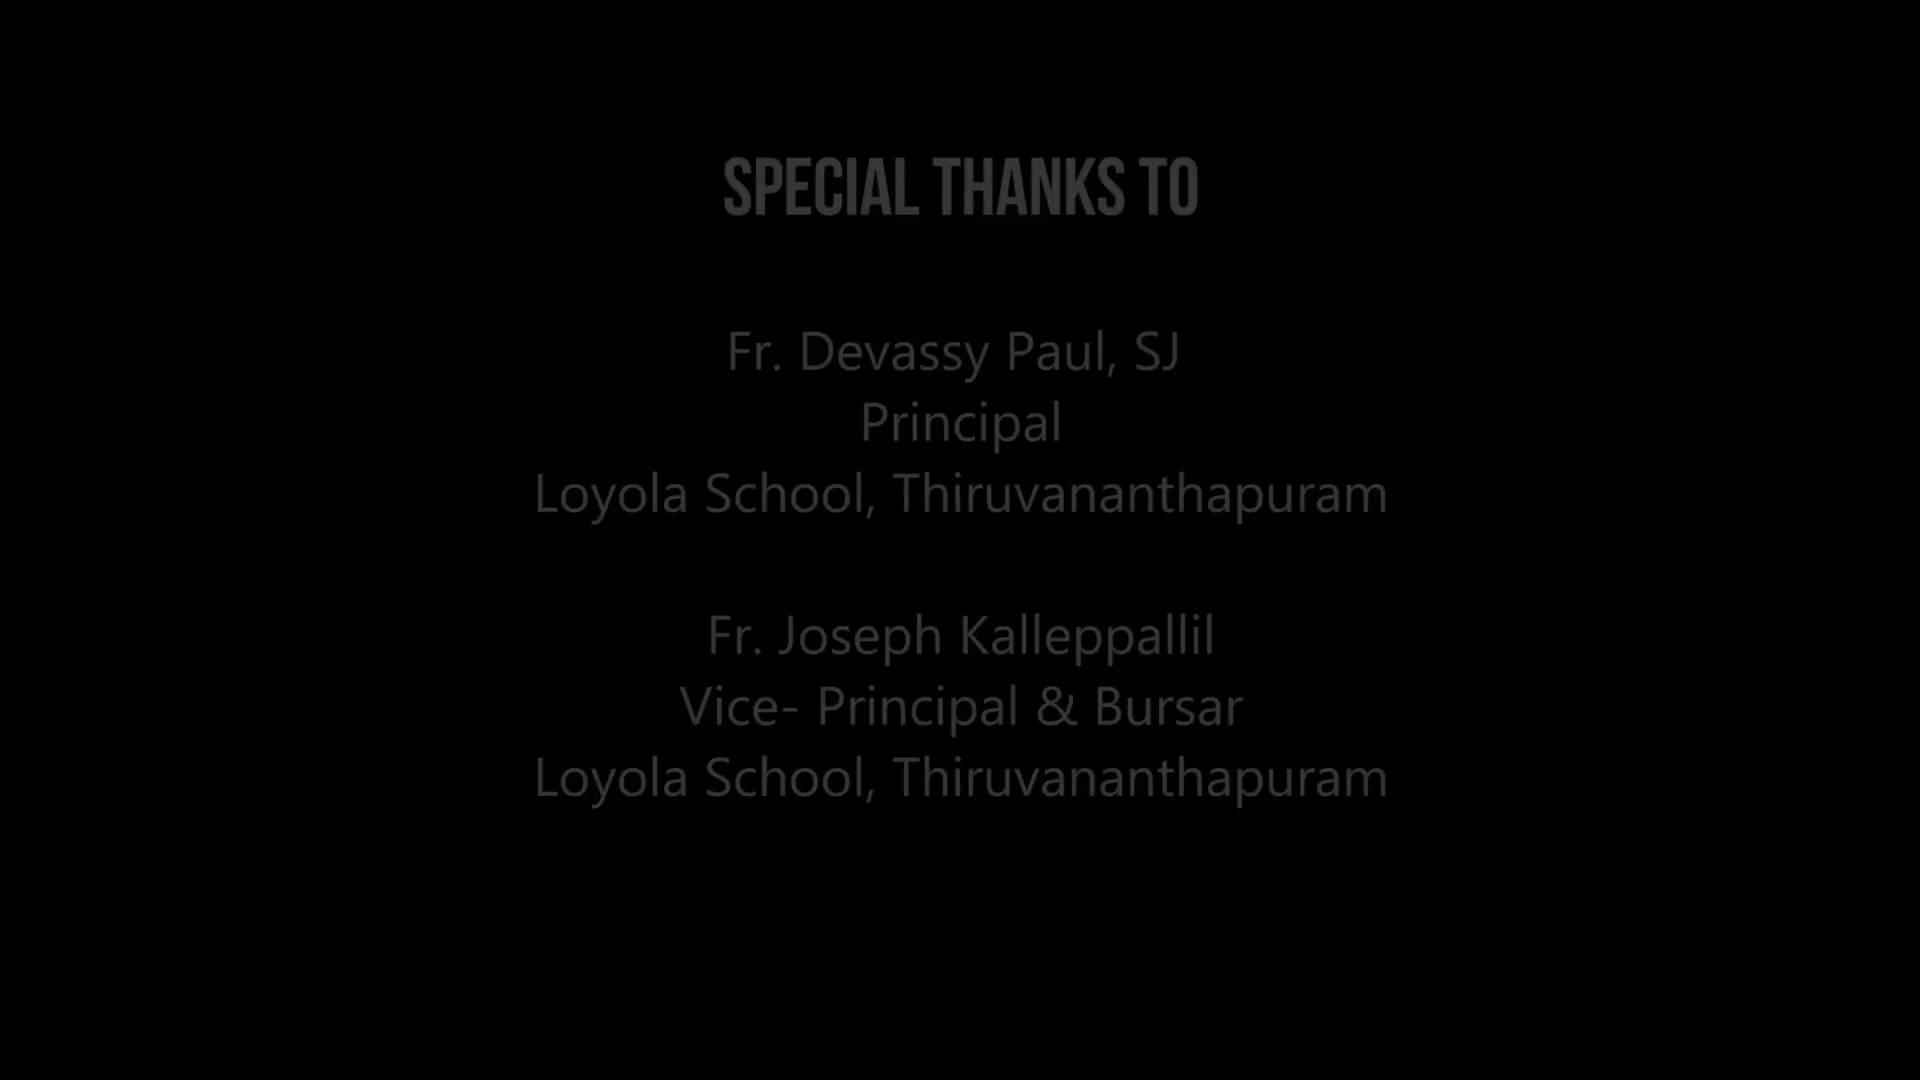 SPECIAL THANKS TO
Fr. Devassy Paul, SJ
Principal
Loyola School, Thiruvananthapuram
Fr. Joseph Kalleppallil
Vice- Principal & Bursar
Loyola School, Thiruvananthapuram